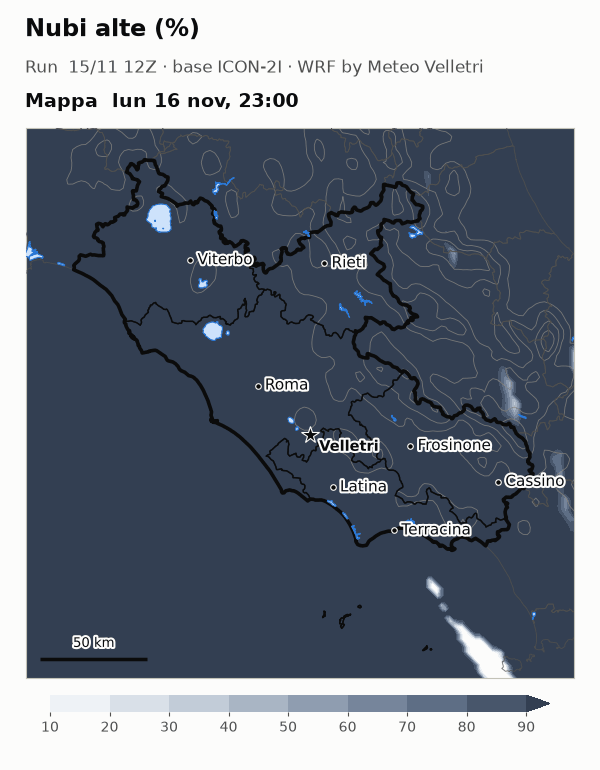 Nubi alte (%)
Run 15/11 12Z · base ICON-2I · WRF by Meteo Velletri
Mappa lun 16 nov, 23:00
Viterbo
Rieti
Roma
Velletri
Frosinone
Cassino
Latina
Terracina
50 km
10 20 30 40 50 60 70 80 90